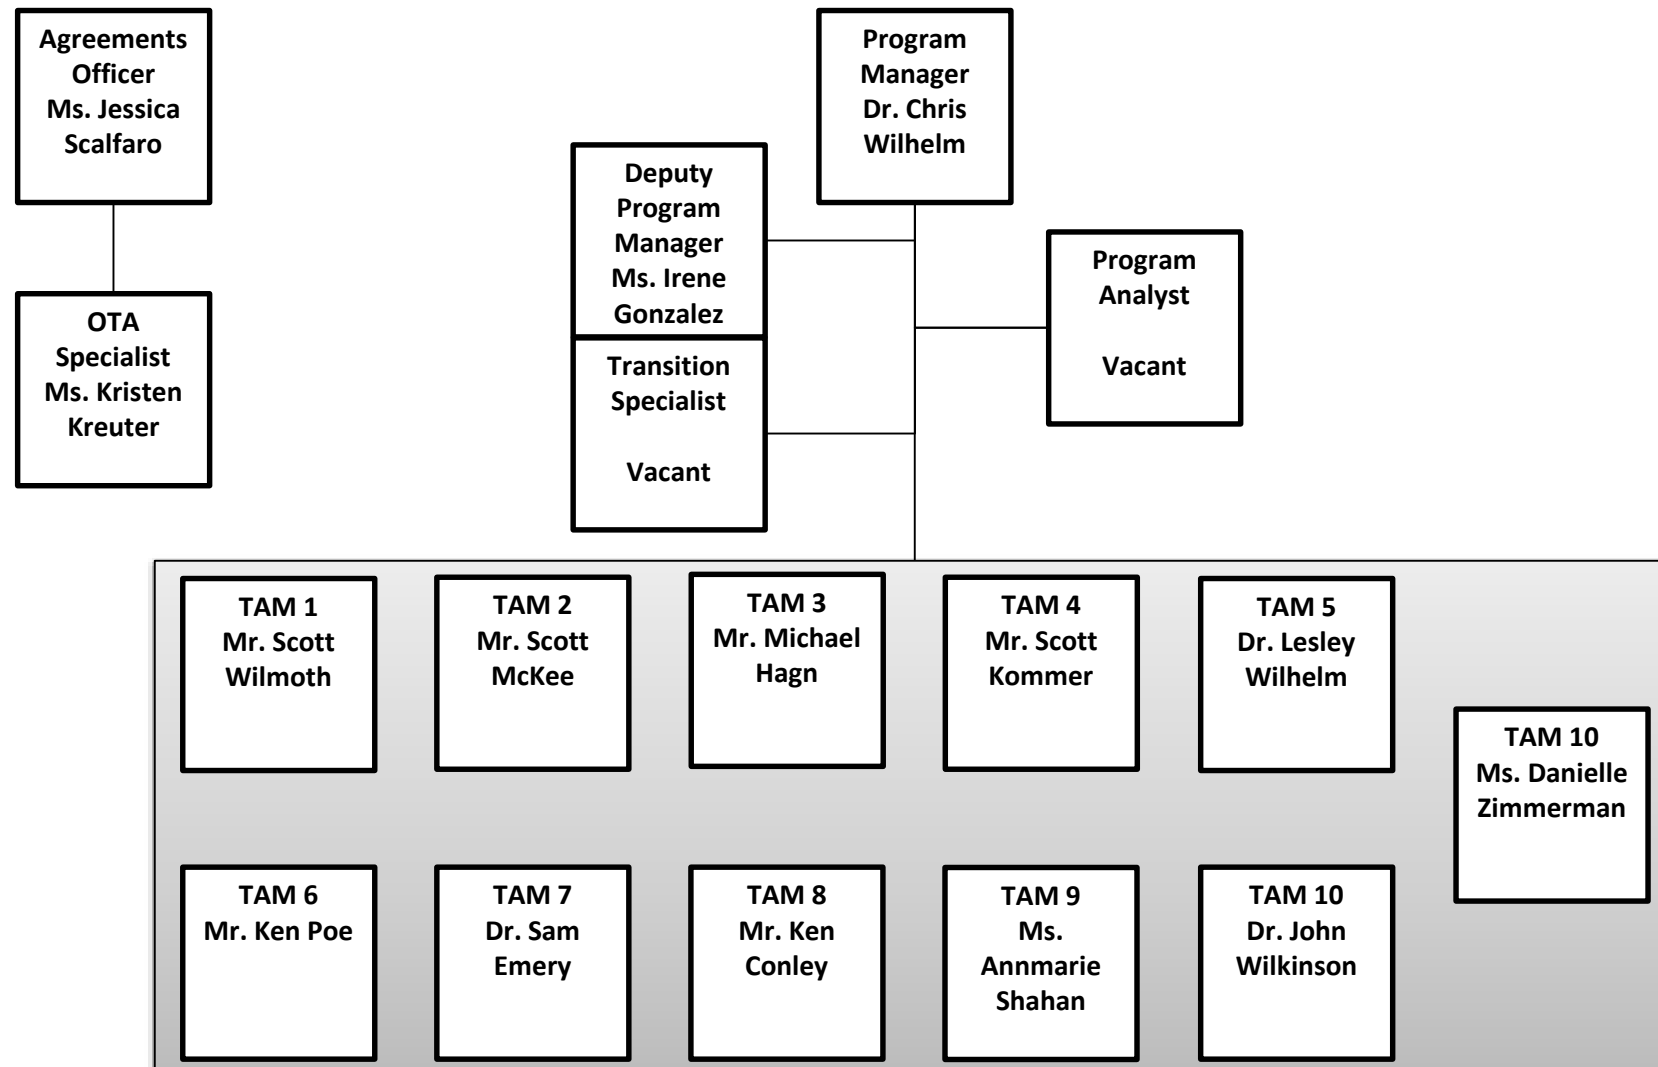 Agreements
Officer
Ms. Jessica
Scalfaro
OTA
Specialist
Ms. Kristen
Kreuter
Program
Manager
Dr. Chris
Wilhelm
Deputy
Program
Manager
Ms. Irene
Gonzalez
Transition
Specialist
Vacant
Program
Analyst
Vacant
TAM 1
Mr. Scott
Wilmoth
TAM 2
Mr. Scott
McKee
TAM 3
Mr. Michael
Hagn
TAM 4
Mr. Scott
Kommer
TAM 5
Dr. Lesley
Wilhelm
TAM 10
Ms. Danielle
Zimmerman
TAM 6
Mr. Ken Poe
TAM 7
Dr. Sam
Emery
TAM 8
Mr. Ken
Conley
TAM 9
Ms.
Annmarie
Shahan
TAM 10
Dr. John
Wilkinson